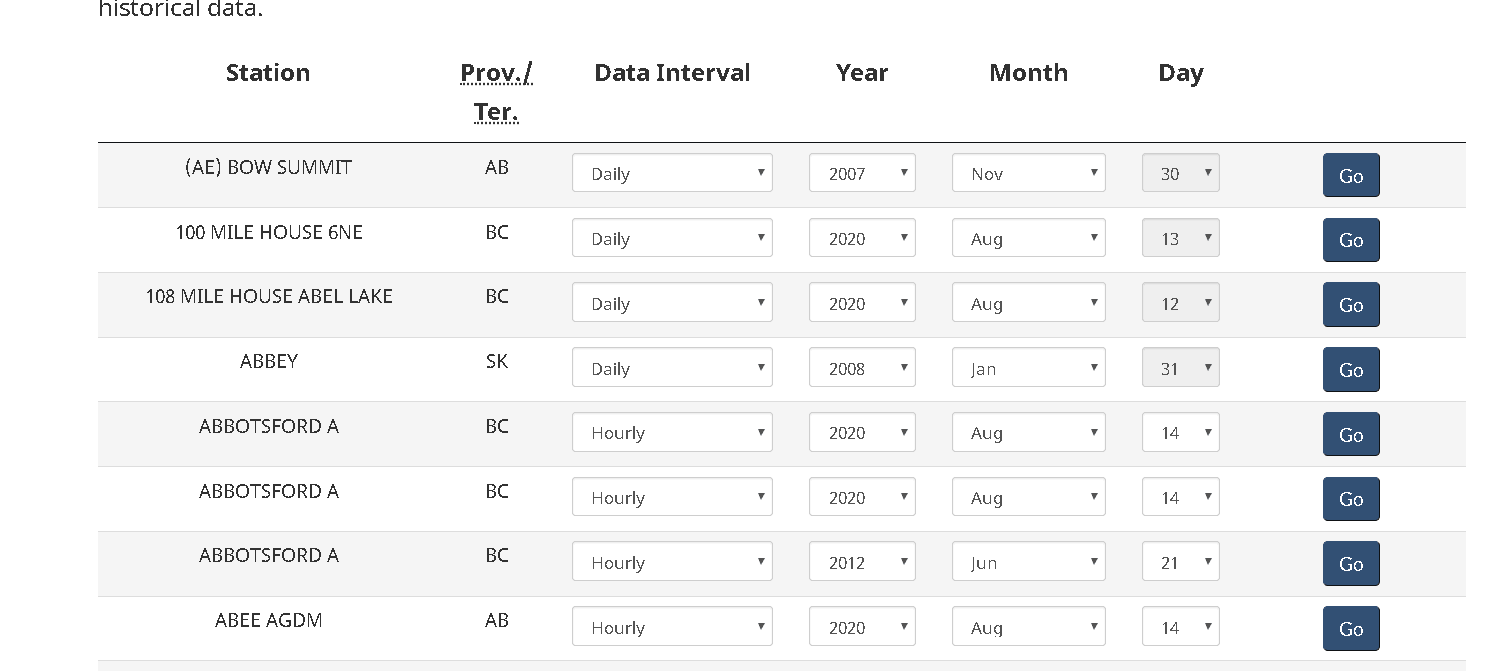 historical data.
Station Prov./ Data Interval Year Month Day
Ter.
(AE) BOW SUMMIT AB Daily 2007 Nov 30 Go
100 MILE HOUSE 6NE BC Daily 2020 Aug 13 Go
108 MILE HOUSE ABEL LAKE BC Daily 2020 Aug 12 Go
ABBEY SK Daily 2008 Jan 31 Go
ABBOTSFORD A BC Hourly 2020 Aug 14 Go
ABBOTSFORD A BC Hourly 2020 Aug 14 Go
ABBOTSFORD A BC Hourly 2012 Jun 21 Go
ABEE AGDM AB Hourly 2020 Aug 14 Go